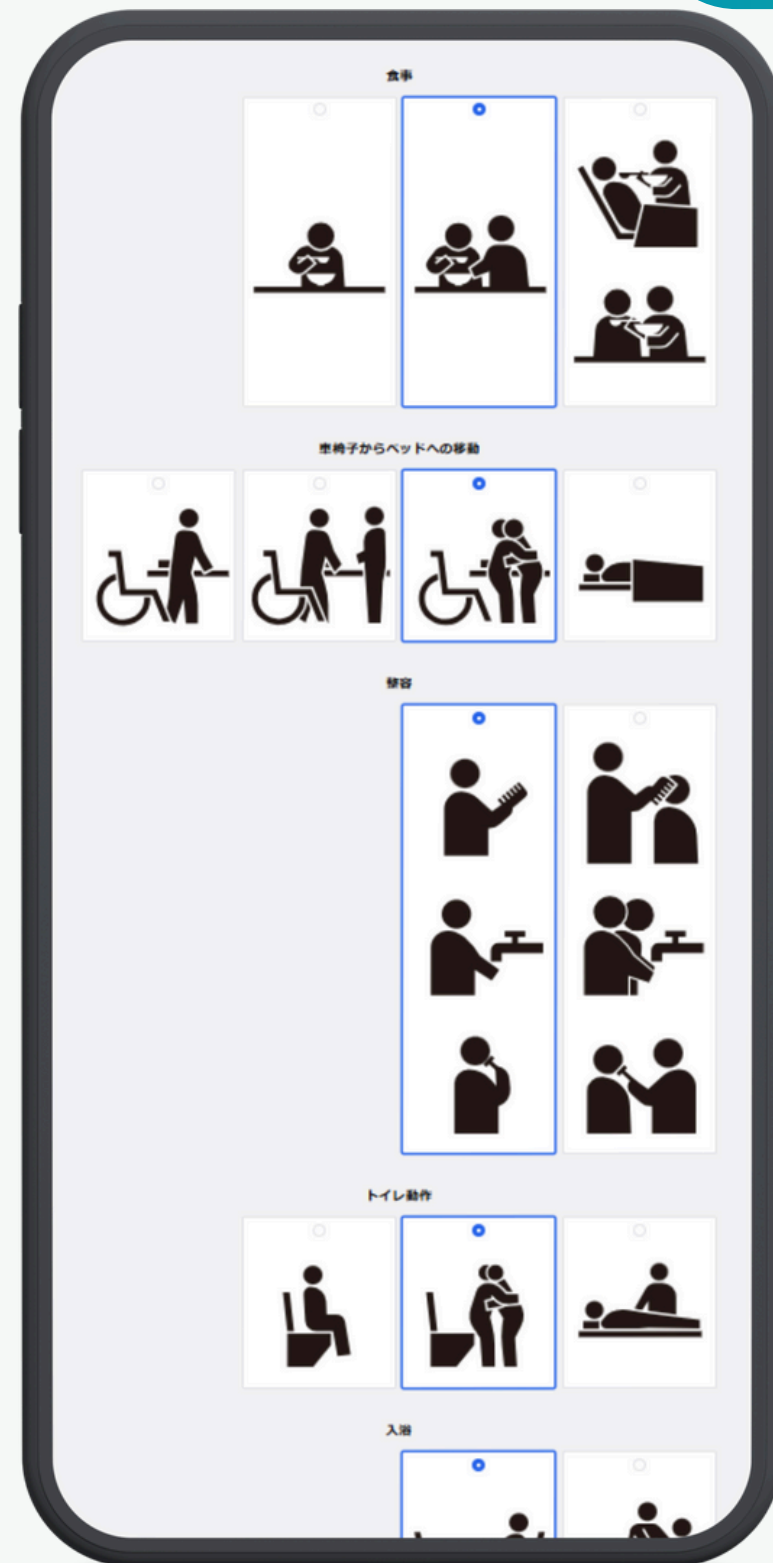 食事
車椅子からベッドへの移動
整容
トイレ動作
入浴